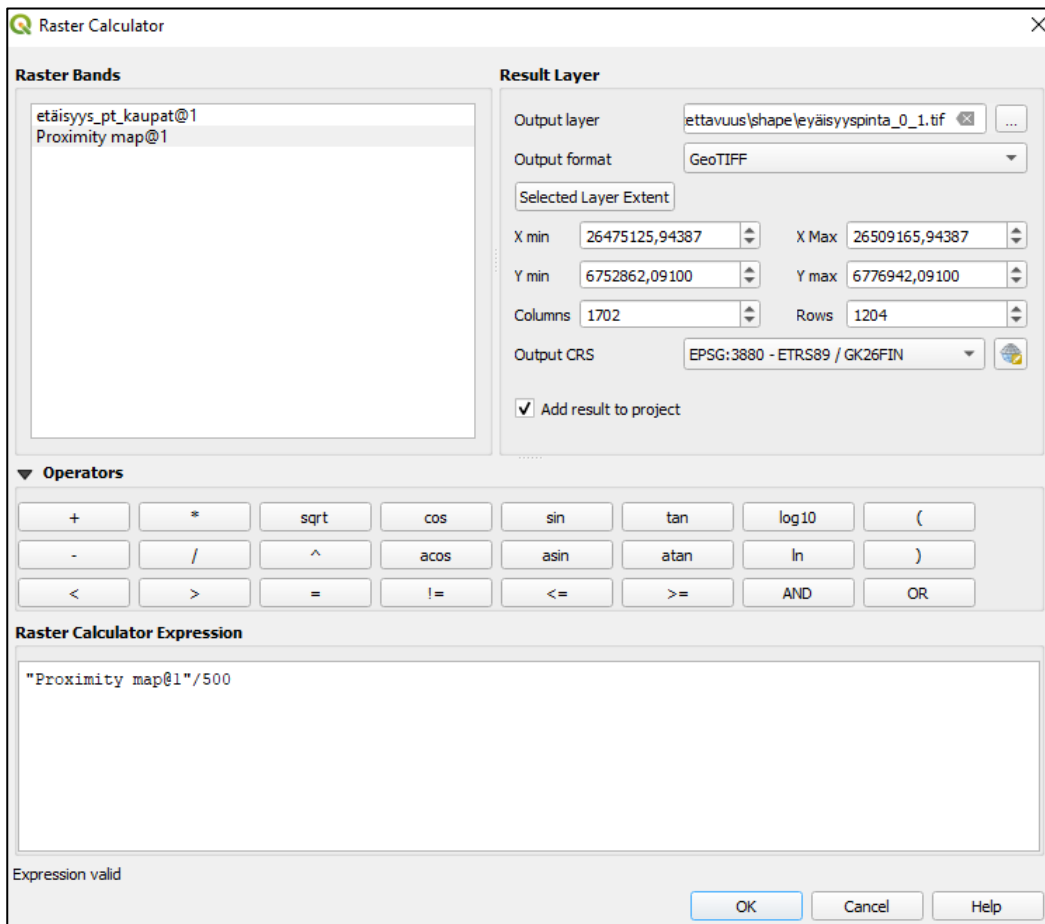 Raster Calculator
Raster Bands
etäisyys_pt_kaupat@1
Proximity map@1
Result Layer
Output layer ettavuus\shape\eyäisyyspinta_0_1.tif ...
Output format GeoTIFF
Selected Layer Extent
X min 26475125,94387 X Max 26509165,94387
Y min 6752862,09100 Y max 6776942,09100
Columns 1702 Rows 1204
Output CRS EPSG:3880 - ETRS89 / GK26FIN
Add result to project
Operators
+ * sqrt cos sin tan log10 (
- / ^ acos asin atan ln )
< > = != <= >= AND OR
Raster Calculator Expression
"Proximity map@1"/500
Expression valid
OK Cancel Help